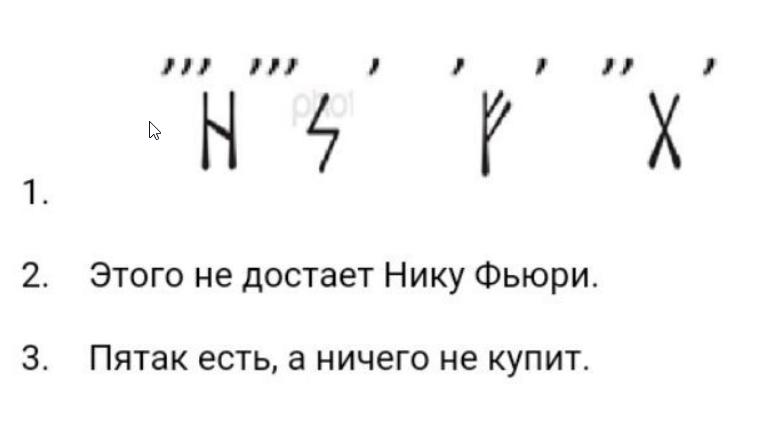 ’’’ ’’’ ’ ’ ’ ’’ ’
ᚺ ᛋ ᚠ ᚷ
1.
2. Этого не достает Нику Фьюри.
3. Пятак есть, а ничего не купит.